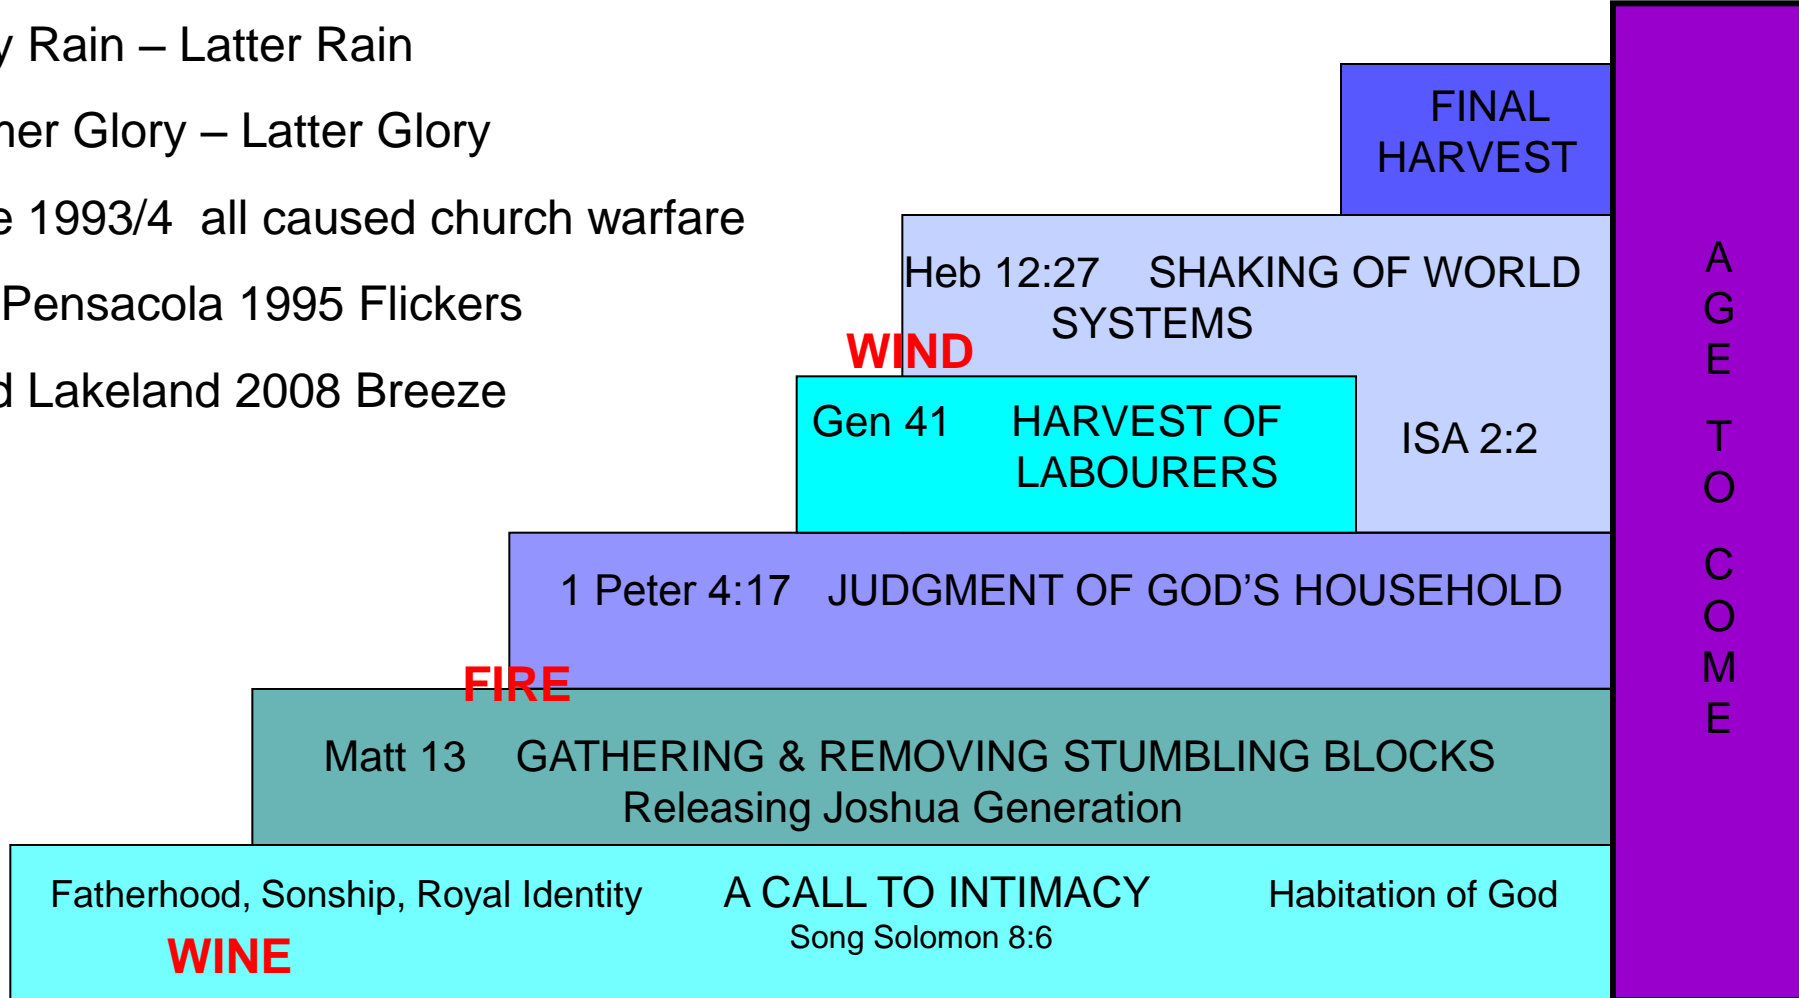 Rain – Latter Rain
Glory – Latter Glory
1993/4 all caused church warfare
Pensacola 1995 Flickers
Lakeland 2008 Breeze
FINAL
HARVEST
Heb 12:27 SHAKING OF WORLD
SYSTEMS
WIND
Gen 41 HARVEST OF
LABOURERS
ISA 2:2
1 Peter 4:17 JUDGMENT OF GOD’S HOUSEHOLD
FIRE
Matt 13 GATHERING & REMOVING STUMBLING BLOCKS
Releasing Joshua Generation
Fatherhood, Sonship, Royal Identity A CALL TO INTIMACY Habitation of God
Song Solomon 8:6
WINE
A
G
E
T
O
C
O
M
E